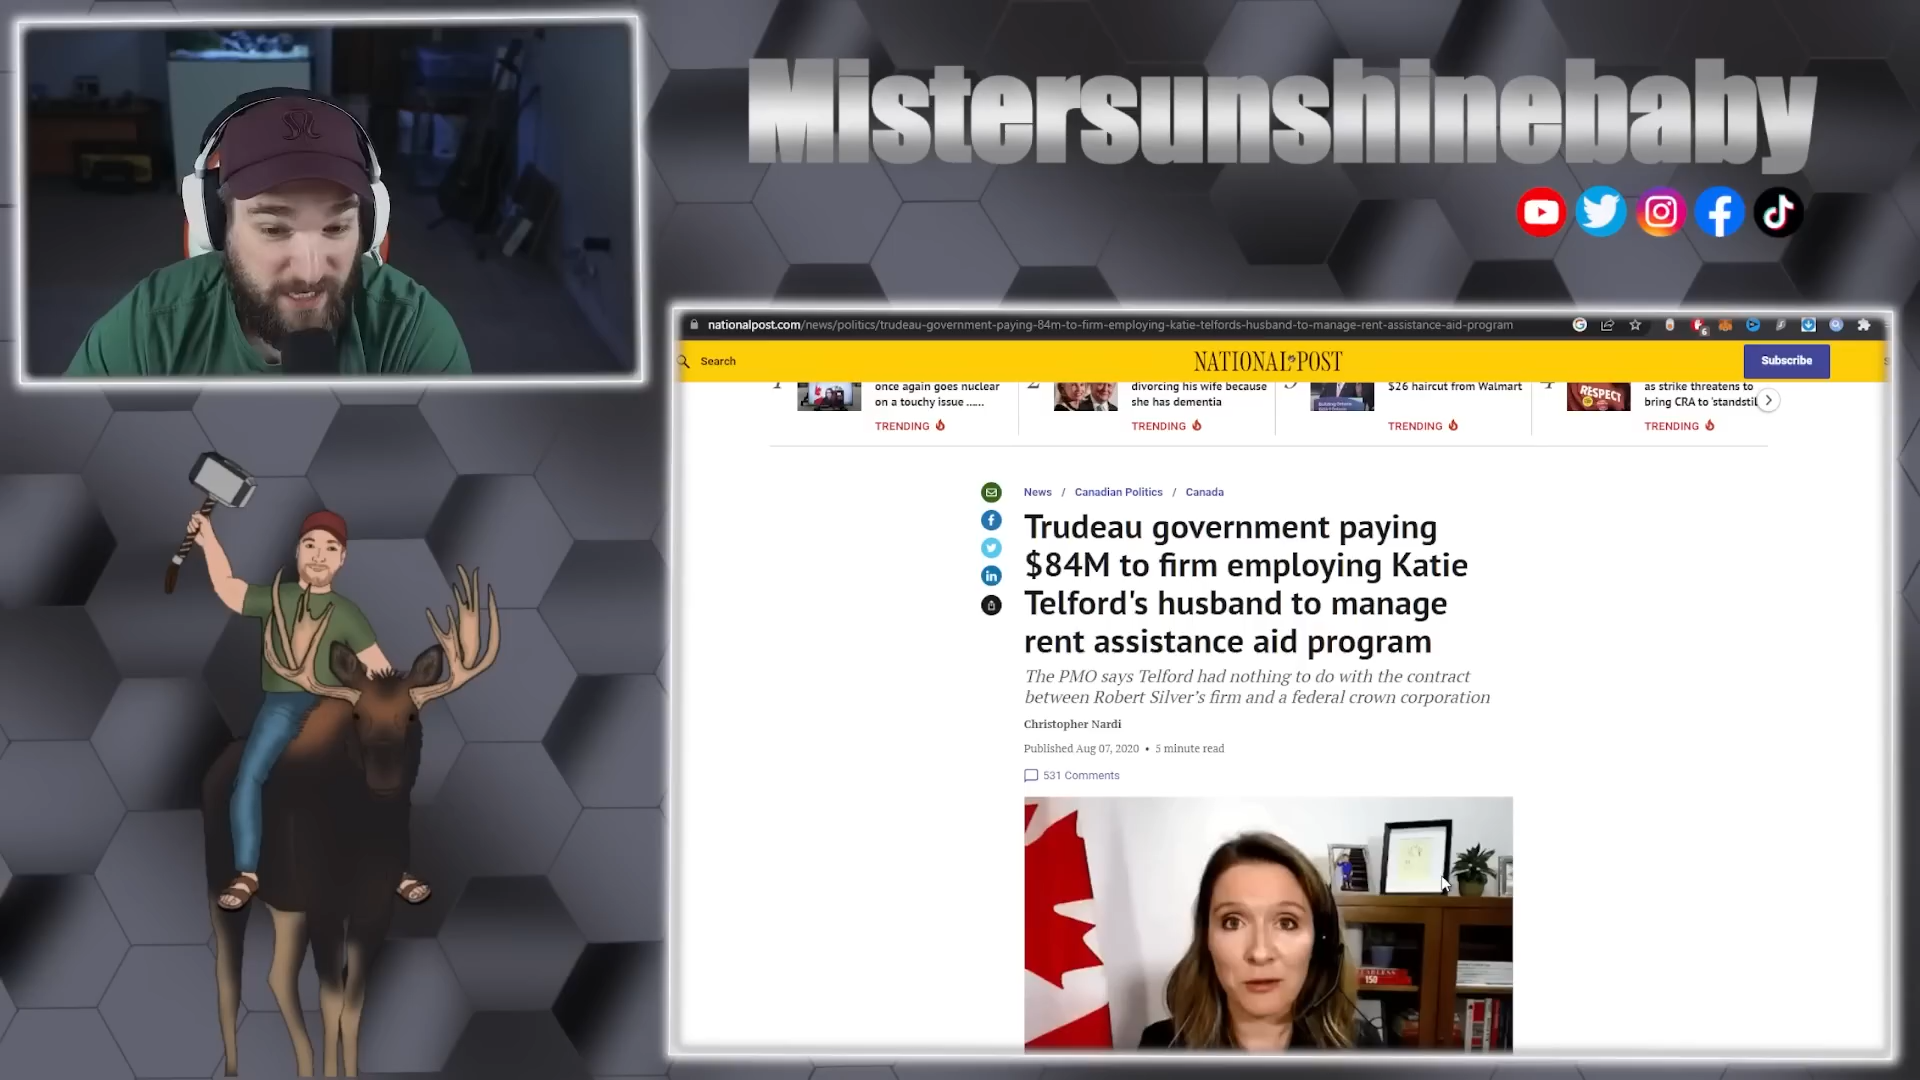 Mistersunshinebaby
nationalpost.com/news/politics/trudeau-government-paying-84m-to-firm-employing-katie-telfords-husband-to-manage-rent-assistance-aid-program
Search
NATIONAL POST
Subscribe
once again goes nuclear
on a touchy issue ......
TRENDING
2
divorcing his wife because
she has dementia
TRENDING
$26 haircut from Walmart
TRENDING
RESPECT
as strike threatens to
bring CRA to 'standstil
TRENDING
News / Canadian Politics / Canada
Trudeau government paying
$84M to firm employing Katie
Telford's husband to manage
rent assistance aid program
The PMO says Telford had nothing to do with the contract
between Robert Silver's firm and a federal crown corporation
Christopher Nardi
Published Aug 07, 2020 • 5 minute read
531 Comments
150